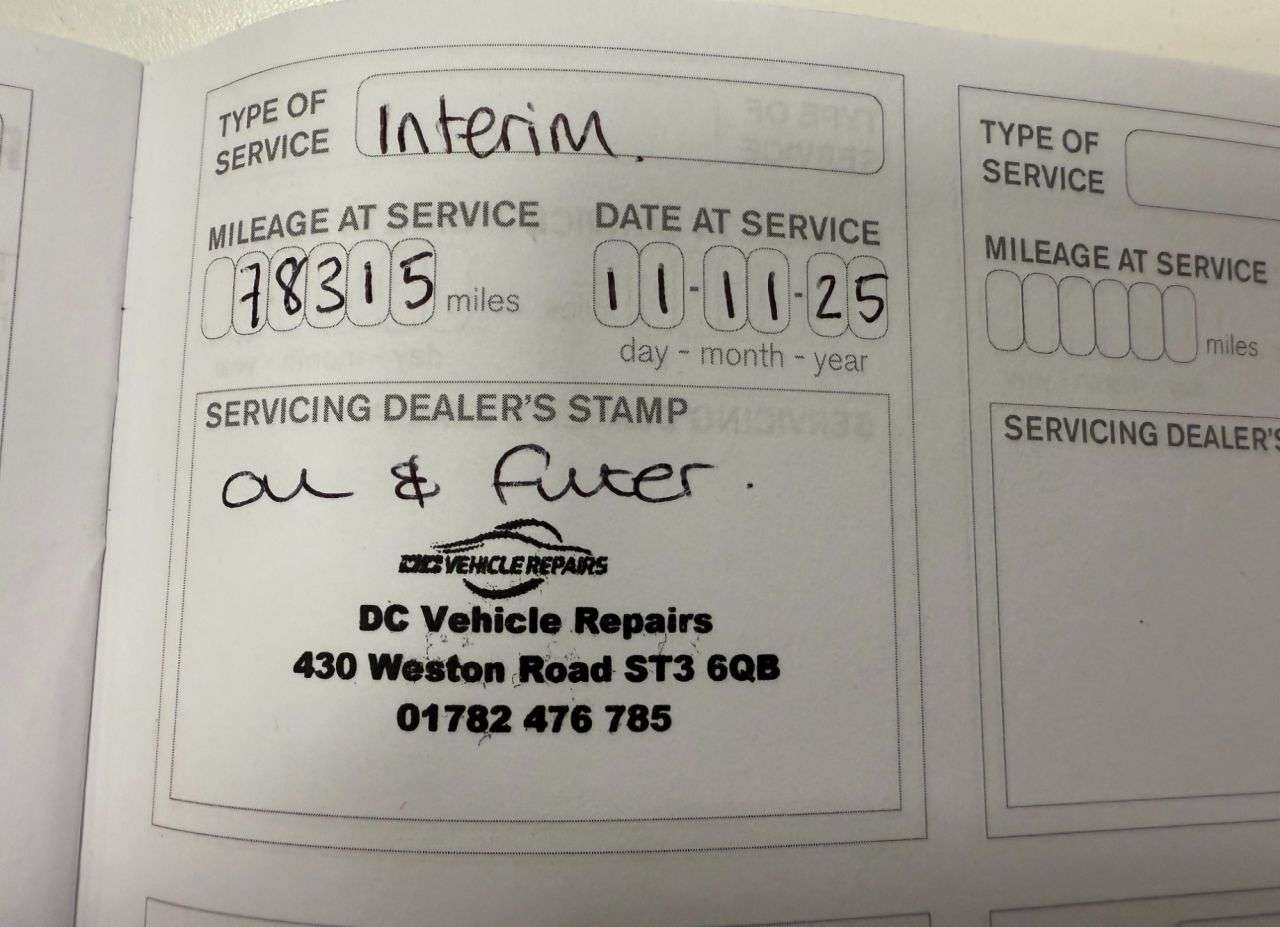 TYPE OF
SERVICE
Interim.
MILEAGE AT SERVICE
78315 miles
DATE AT SERVICE
11-11-25
day - month - year
SERVICING DEALER'S STAMP
Oil & Filter.
DC VEHICLE REPAIRS
DC Vehicle Repairs
430 Weston Road ST3 6QB
01782 476 785
TYPE OF
SERVICE
MILEAGE AT SERVICE
miles
SERVICING DEALER'S